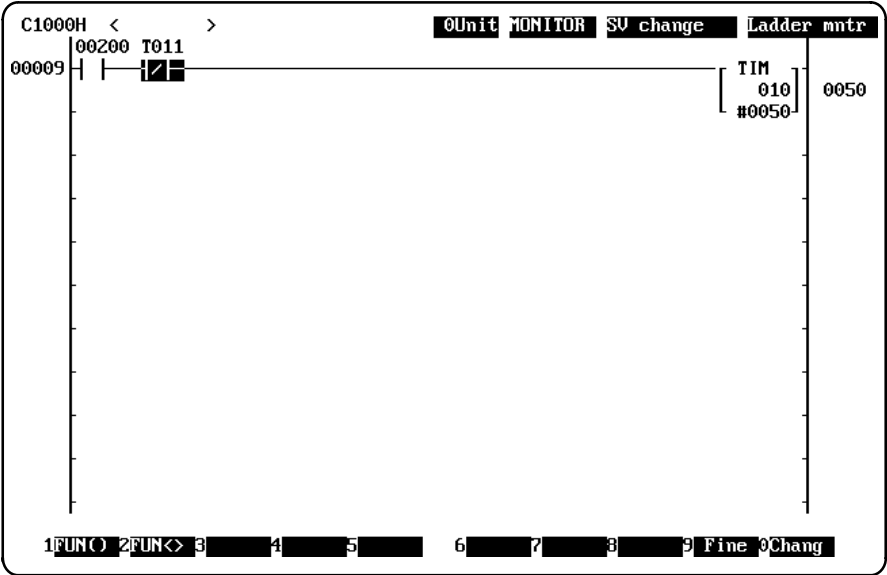 C1000H < > 0Unit MONITOR SV change Ladder mntr
00200 T011
00009 TIM
010 0050
#0050
1FUN() 2FUN<> 3 4 5 6 7 8 9 Fine 0Chang